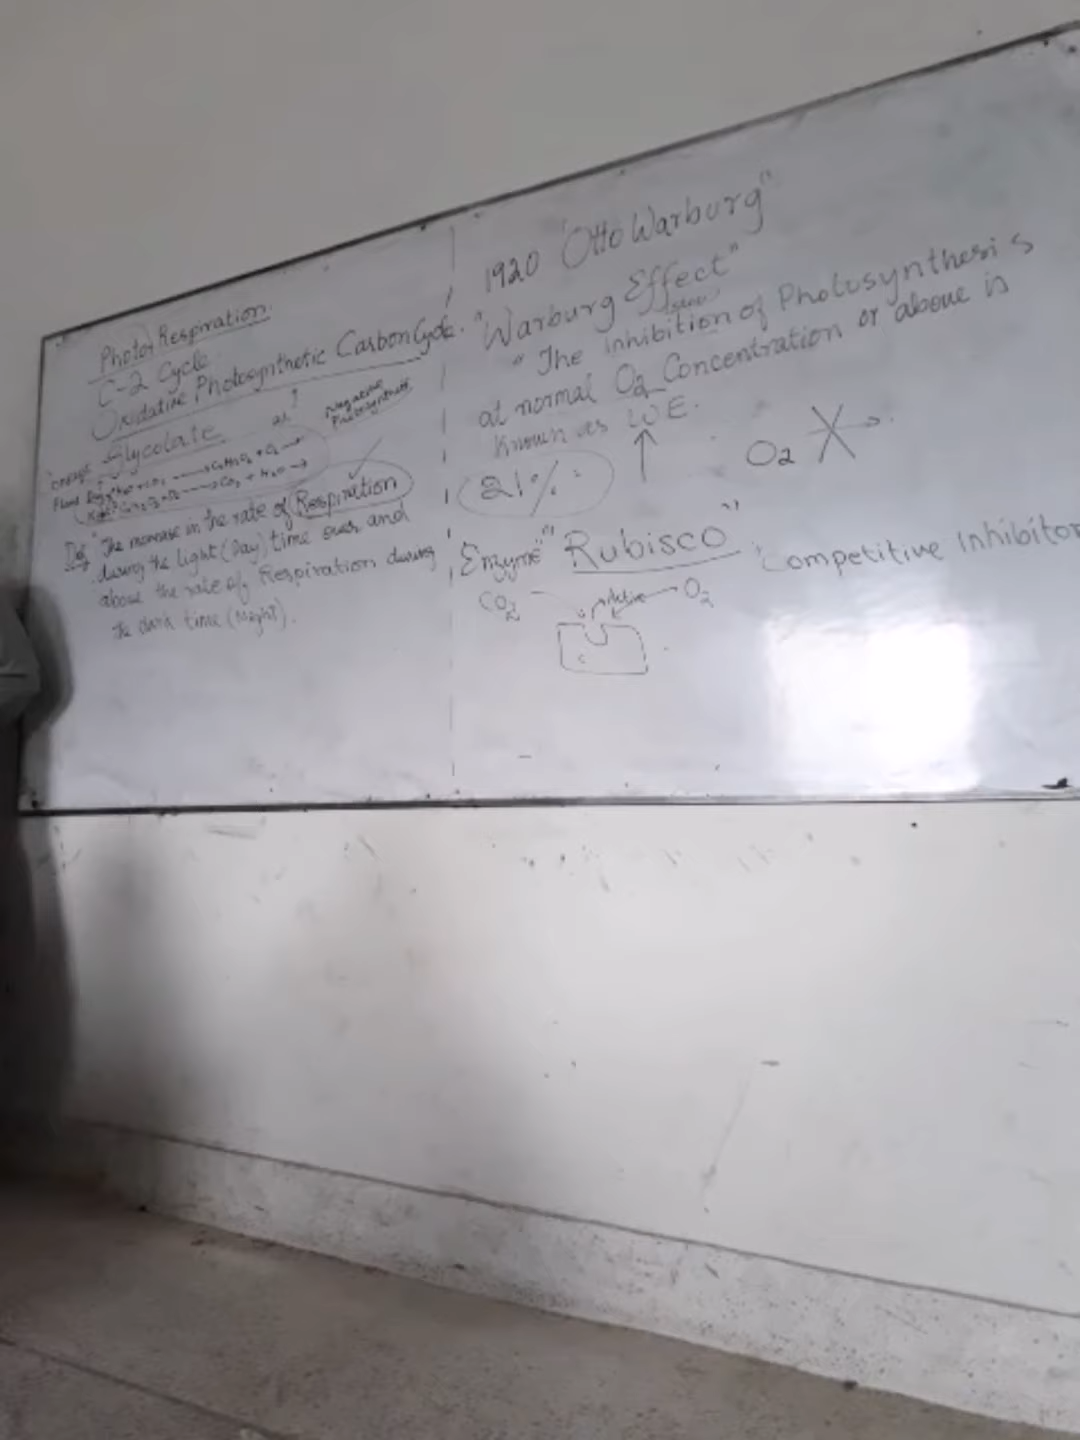 Photo Respiration.
C-2 Cycle
Oxidative Photosynthetic Carbon Cycle.
Glycolate
as ?
Negative
Photosynthesis
Concept
Plant
Def "The increase in the rate of Respiration
during the light (Day) time over and
above the rate of Respiration during
the dark time (Night).
1920 "Otto Warburg"
"Warburg Effect"
"The inhibition of Photosynthesis
at normal O2 Concentration or above is
Known as W.E.
21%
O2
Enzyme "Rubisco"
Competitive Inhibitor
CO2
O2